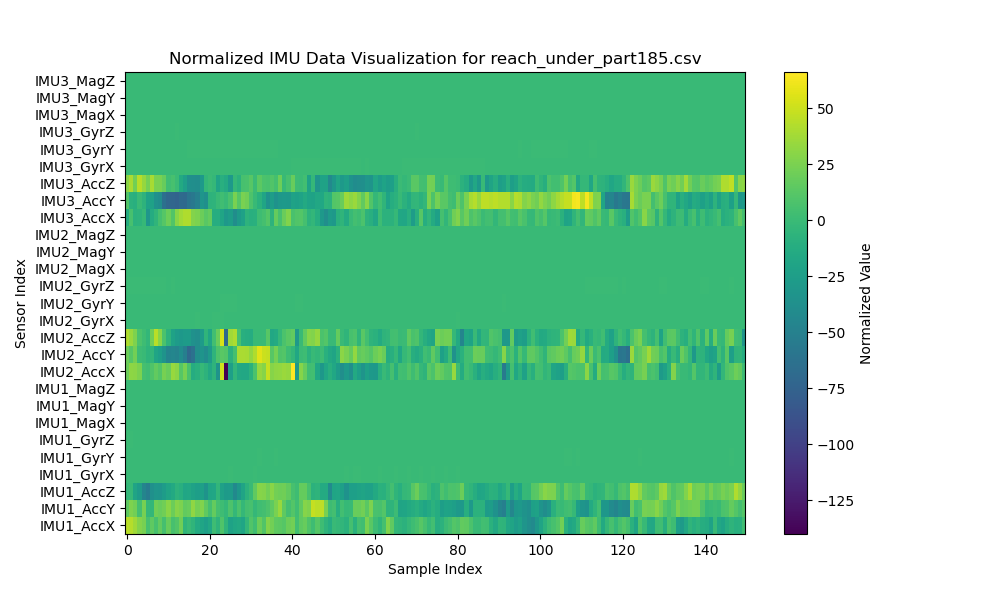 Normalized IMU Data Visualization for reach_under_part185.csv
IMU3_MagZ
IMU3_MagY
IMU3_MagX
IMU3_GyrZ
IMU3_GyrY
IMU3_GyrX
IMU3_AccZ
IMU3_AccY
IMU3_AccX
IMU2_MagZ
IMU2_MagY
IMU2_MagX
IMU2_GyrZ
IMU2_GyrY
IMU2_GyrX
IMU2_AccZ
IMU2_AccY
IMU2_AccX
IMU1_MagZ
IMU1_MagY
IMU1_MagX
IMU1_GyrZ
IMU1_GyrY
IMU1_GyrX
IMU1_AccZ
IMU1_AccY
IMU1_AccX
Sensor Index
0 20 40 60 80 100 120 140
Sample Index
50
25
0
−25
−50
−75
−100
−125
Normalized Value